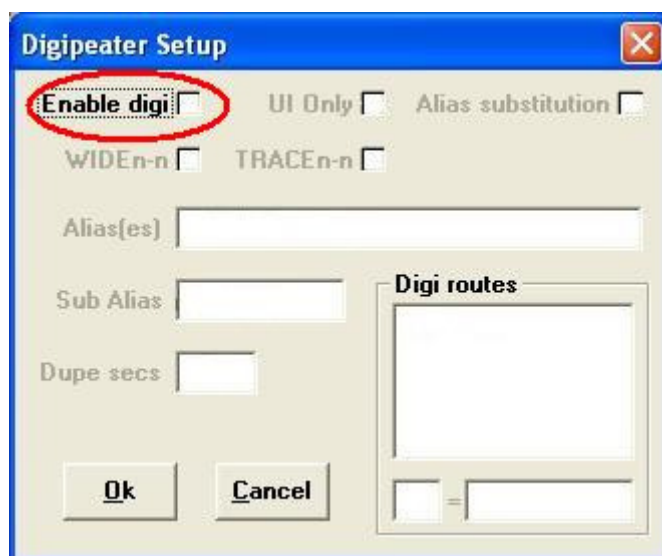 Digipeater Setup
Enable digi UI Only Alias substitution
WIDEn-n TRACEn-n
Alias(es)
Sub Alias
Digi routes
Dupe secs
Ok Cancel
=